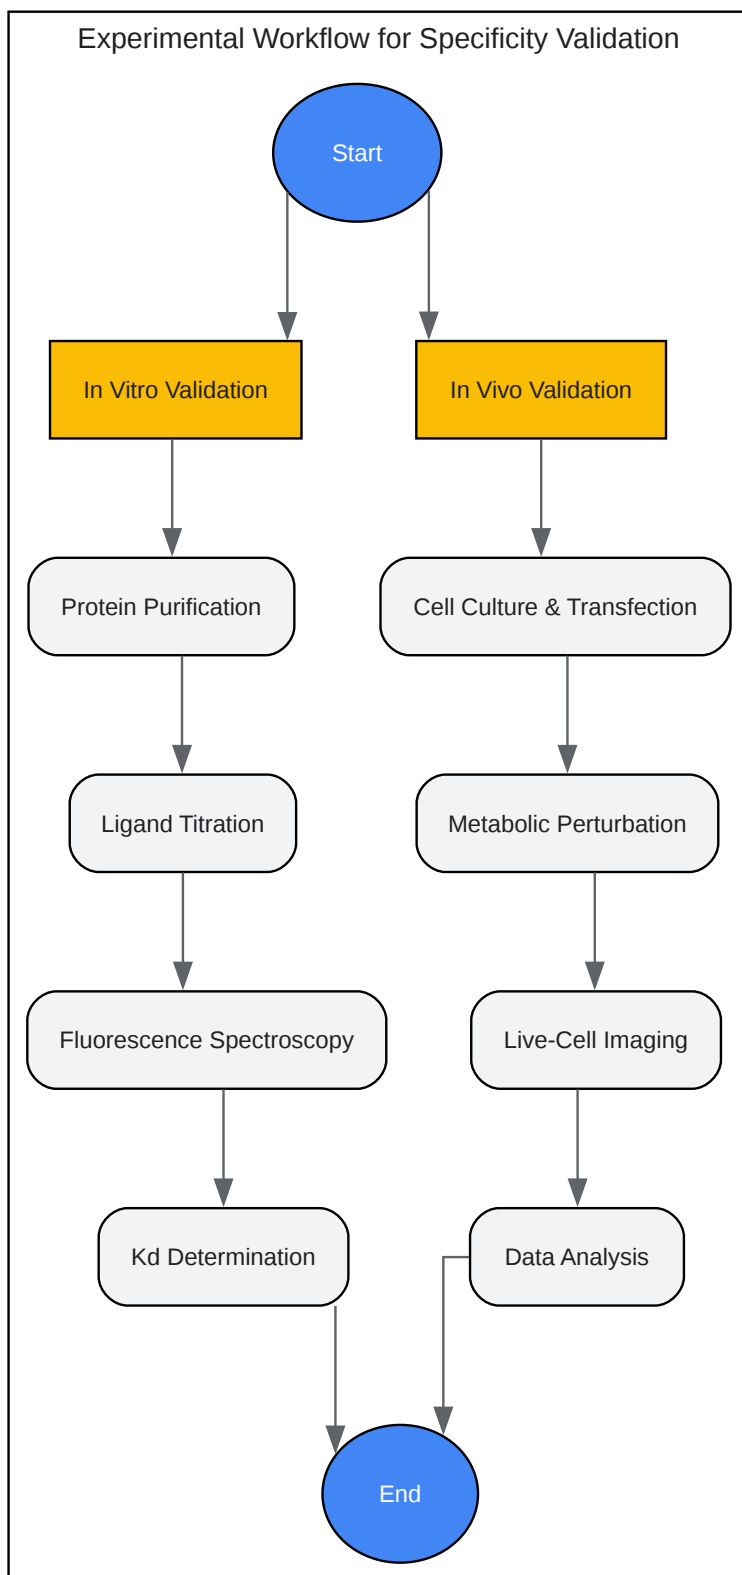 Experimental Workflow for Specificity Validation
Start
In Vitro Validation
In Vivo Validation
Protein Purification
Cell Culture & Transfection
Ligand Titration
Metabolic Perturbation
Fluorescence Spectroscopy
Live-Cell Imaging
Kd Determination
Data Analysis
End